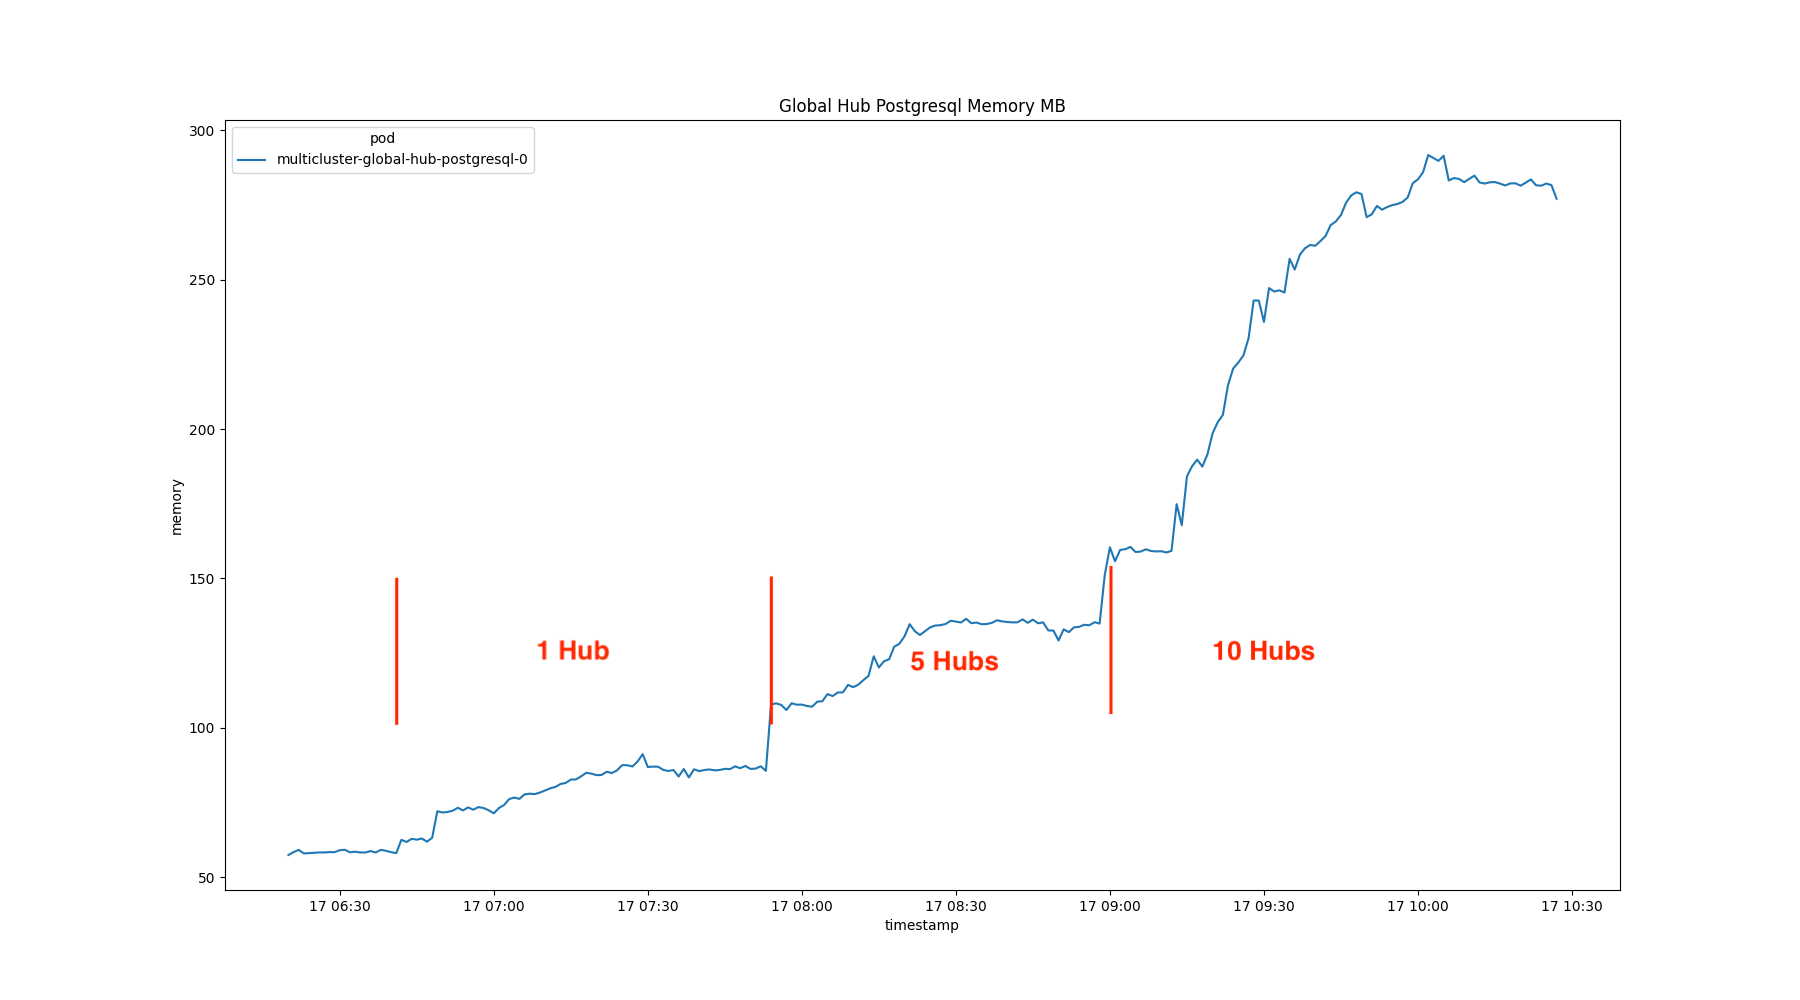 Global Hub Postgresql Memory MB
pod
multicluster-global-hub-postgresql-0
300
250
200
150
100
50
memory
1 Hub
5 Hubs
10 Hubs
17 06:30
17 07:00
17 07:30
17 08:00
17 08:30
17 09:00
17 09:30
17 10:00
17 10:30
timestamp